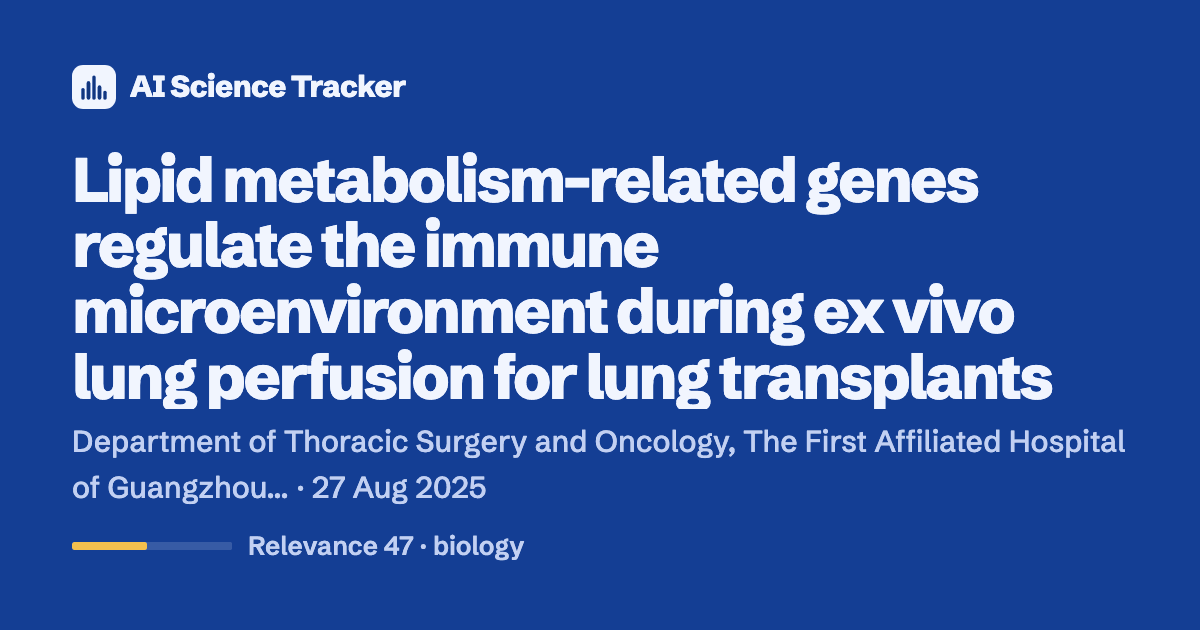 AI Science Tracker
Lipid metabolism-related genes
regulate the immune
microenvironment during ex vivo
lung perfusion for lung transplants
Department of Thoracic Surgery and Oncology, The First Affiliated Hospital
of Guangzhou... · 27 Aug 2025
Relevance 47 · biology